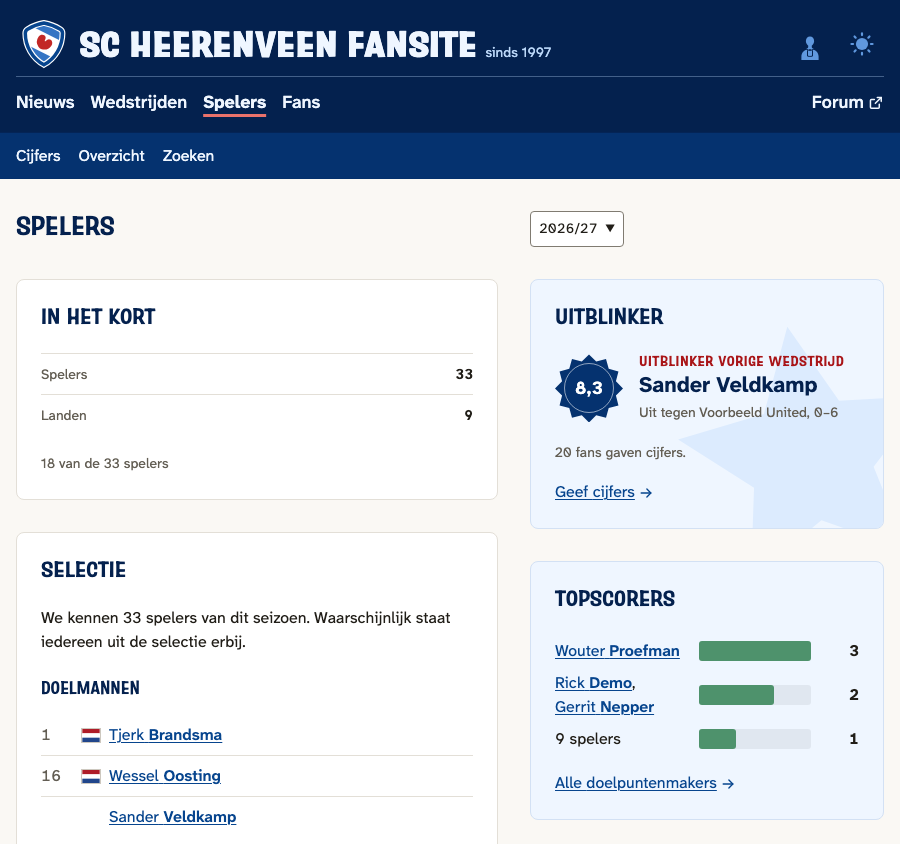 SC HEERENVEEN FANSITE sinds 1997
Nieuws Wedstrijden Spelers Fans Forum
Cijfers Overzicht Zoeken
SPELERS
2026/27
IN HET KORT
Spelers 33
Landen 9
18 van de 33 spelers
SELECTIE
We kennen 33 spelers van dit seizoen. Waarschijnlijk staat
iedereen uit de selectie erbij.
DOELMANNEN
1 Tjerk Brandsma
16 Wessel Oosting
Sander Veldkamp
UITBLINKER
8,3
UITBLINKER VORIGE WEDSTRIJD
Sander Veldkamp
Uit tegen Voorbeeld United, 0–6
20 fans gaven cijfers.
Geef cijfers →
TOPSCORERS
Wouter Proefman 3
Rick Demo,
Gerrit Nepper 2
9 spelers 1
Alle doelpuntenmakers →